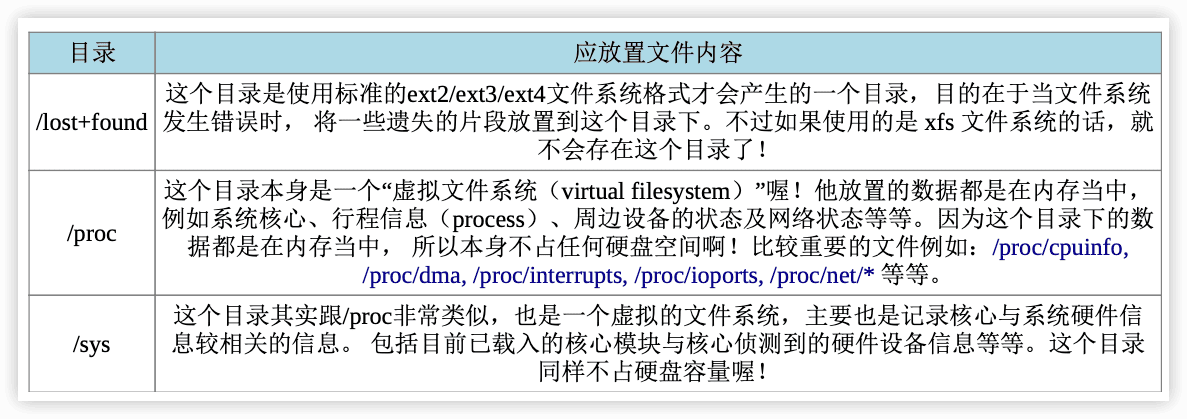 目录
应放置文件内容
/lost+found
这个目录是使用标准的ext2/ext3/ext4文件系统格式才会产生的一个目录，目的在于当文件系统
发生错误时， 将一些遗失的片段放置到这个目录下。不过如果使用的是 xfs 文件系统的话，就
不会存在这个目录了！
/proc
这个目录本身是一个“虚拟文件系统（virtual filesystem）”喔！他放置的数据都是在内存当中，
例如系统核心、行程信息（process）、周边设备的状态及网络状态等等。因为这个目录下的数
据都是在内存当中， 所以本身不占任何硬盘空间啊！比较重要的文件例如：/proc/cpuinfo,
/proc/dma, /proc/interrupts, /proc/ioports, /proc/net/* 等等。
/sys
这个目录其实跟/proc非常类似，也是一个虚拟的文件系统，主要也是记录核心与系统硬件信
息较相关的信息。 包括目前已载入的核心模块与核心侦测到的硬件设备信息等等。这个目录
同样不占硬盘容量喔！